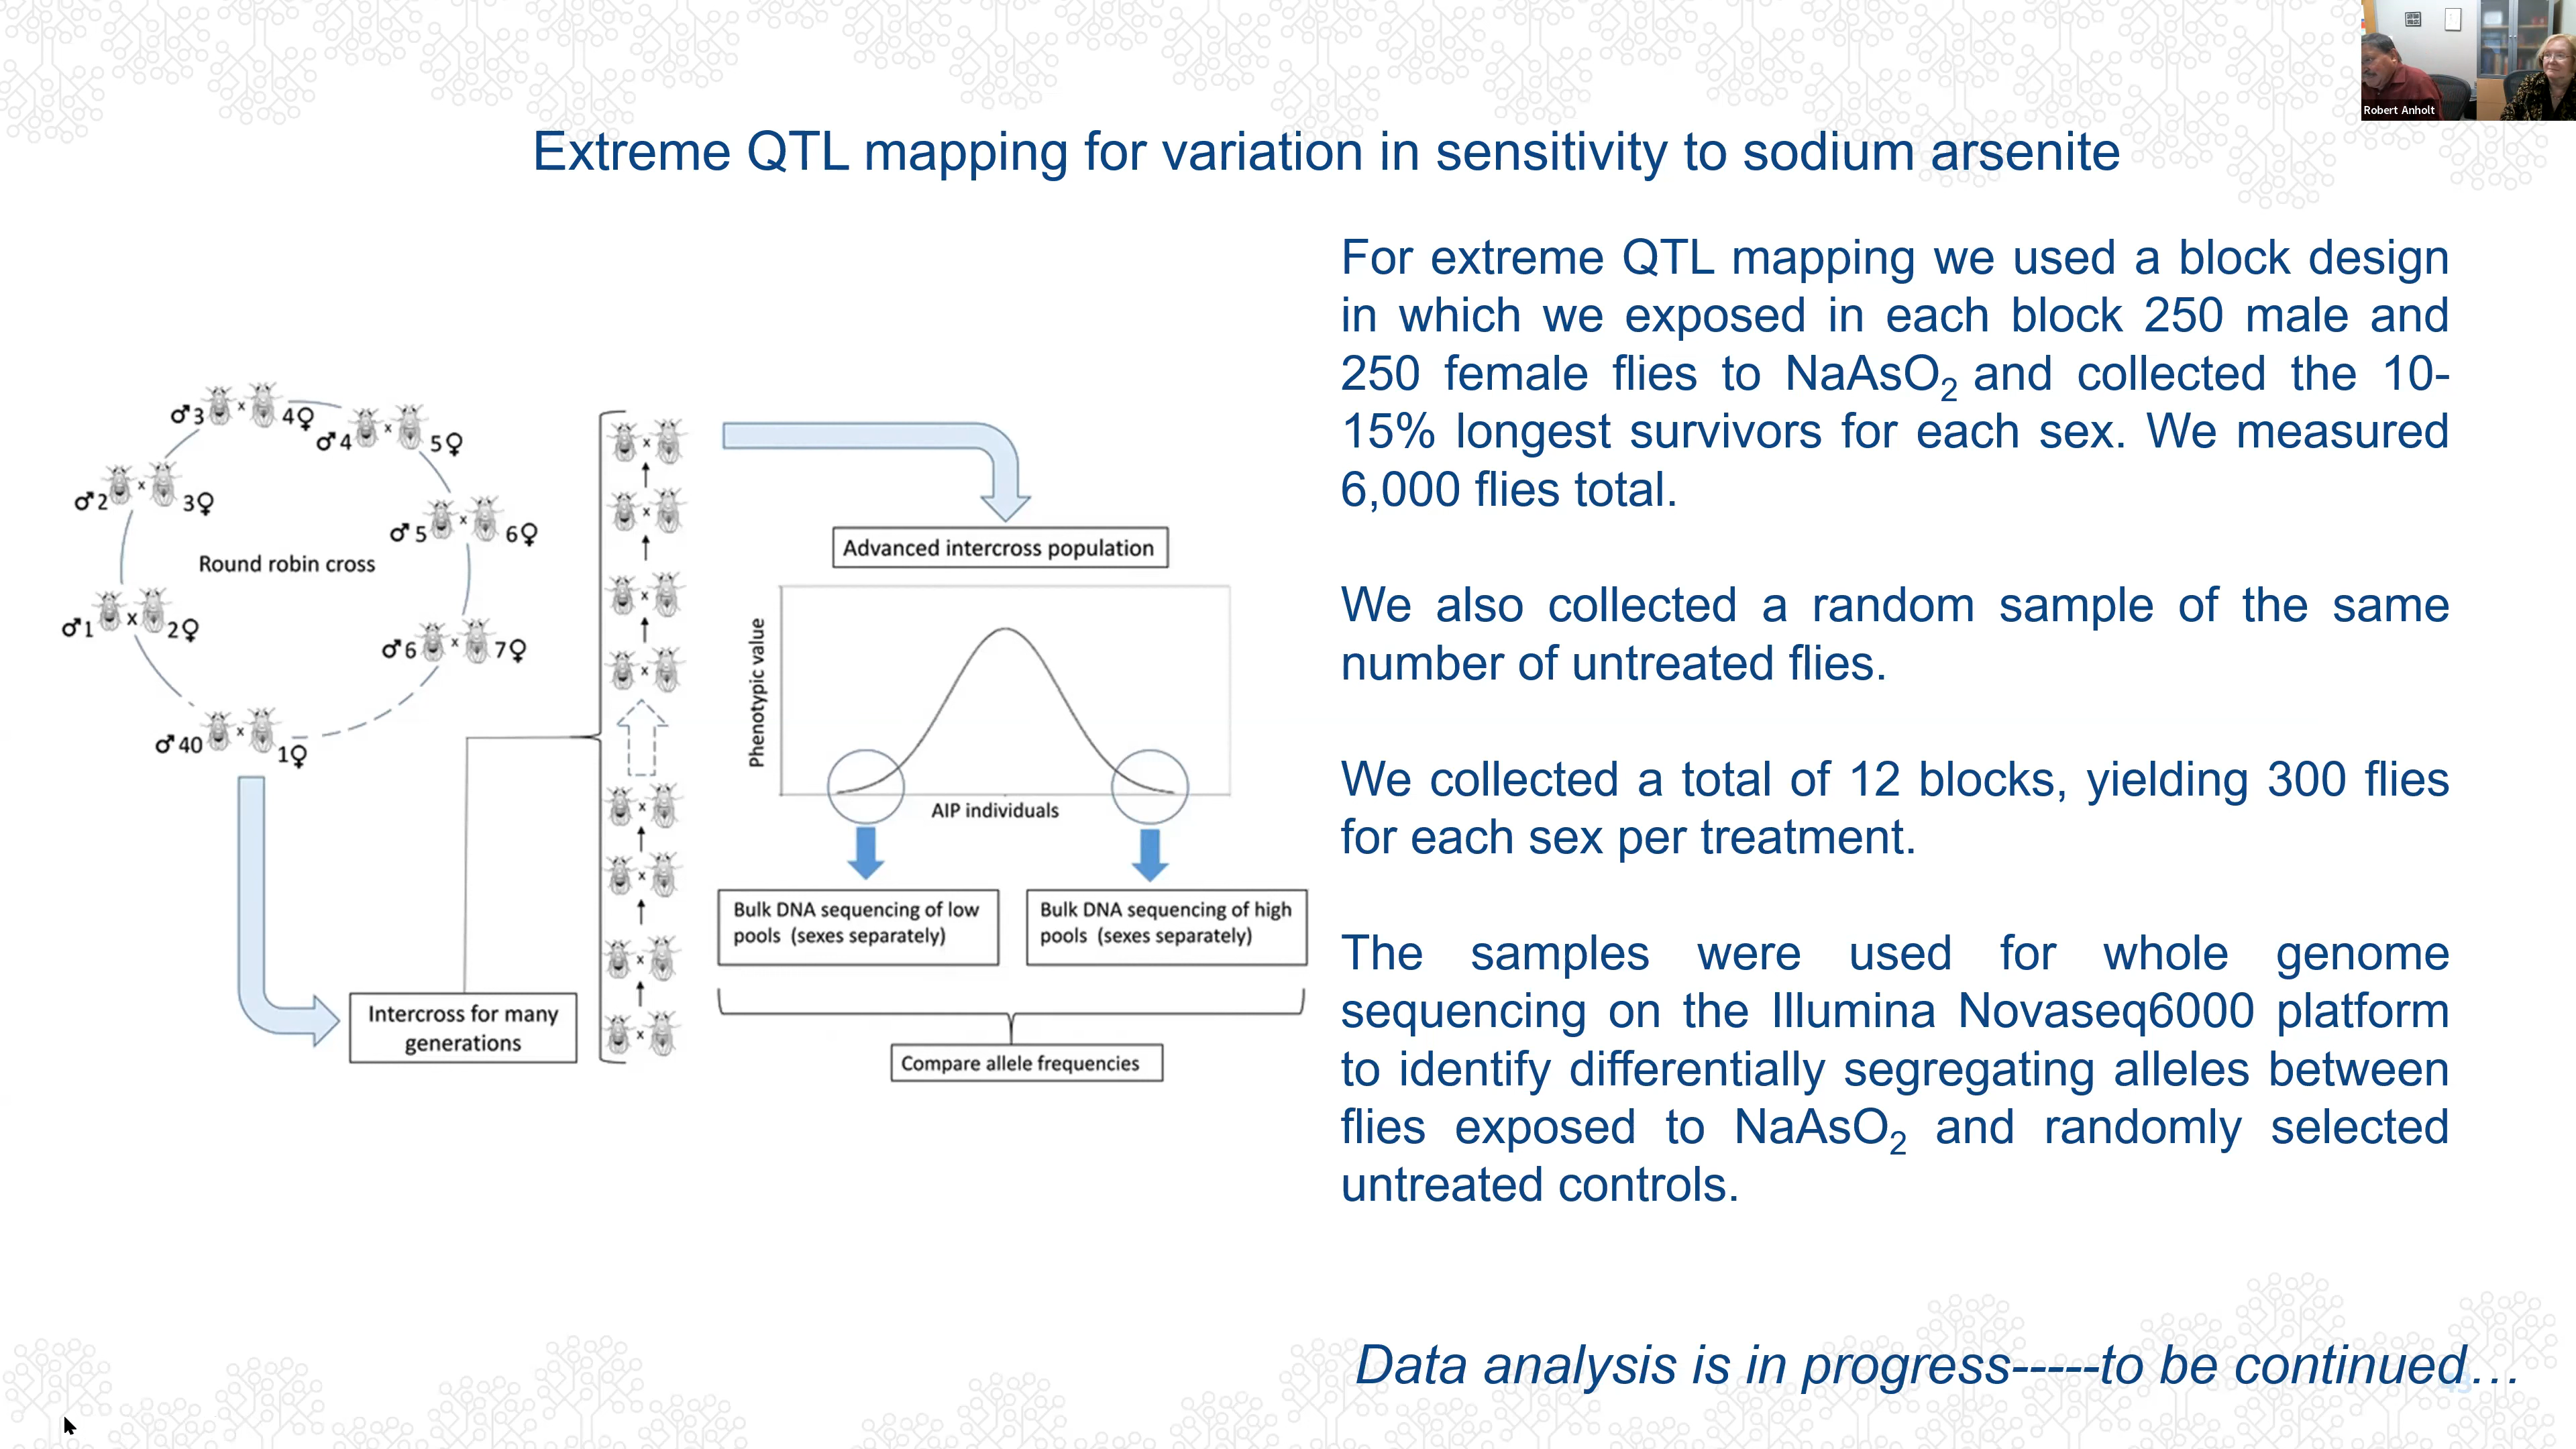 Robert Anholt
Extreme QTL mapping for variation in sensitivity to sodium arsenite
♂3 x 4♀
♂4 x 5♀
♂2 x 3♀
♂5 x 6♀
Round robin cross
♂1 x 2♀
♂6 x 7♀
♂40 x 1♀
Intercross for many
generations
x
x
x
x
x
x
x
x
Advanced intercross population
Phenotypic value
AIP individuals
Bulk DNA sequencing of low
pools (sexes separately)
Bulk DNA sequencing of high
pools (sexes separately)
Compare allele frequencies
For extreme QTL mapping we used a block design
in which we exposed in each block 250 male and
250 female flies to NaAsO₂ and collected the 10-
15% longest survivors for each sex. We measured
6,000 flies total.
We also collected a random sample of the same
number of untreated flies.
We collected a total of 12 blocks, yielding 300 flies
for each sex per treatment.
The samples were used for whole genome
sequencing on the Illumina Novaseq6000 platform
to identify differentially segregating alleles between
flies exposed to NaAsO₂ and randomly selected
untreated controls.
Data analysis is in progress-----to be continued…